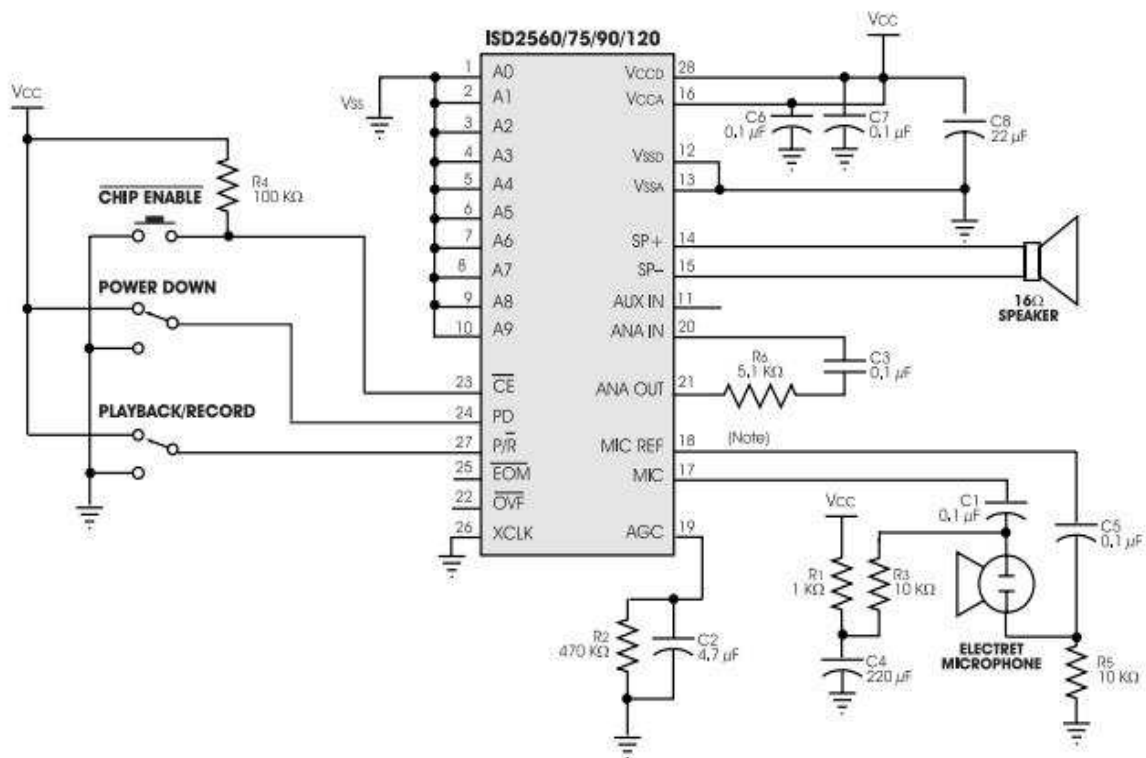 ISD2560/75/90/120
VCC
VSS
VCC
R4
100 KΩ
CHIP ENABLE
POWER DOWN
PLAYBACK/RECORD
1 A0
2 A1
3 A2
4 A3
5 A4
6 A5
7 A6
8 A7
9 A8
10 A9
23 CE
24 PD
27 P/R
25 EOM
22 OVF
26 XCLK
VCCD 28
VCCA 16
VSSD 12
VSSA 13
SP+ 14
SP– 15
AUX IN 11
ANA IN 20
ANA OUT 21
MIC REF 18
(Note)
MIC 17
AGC 19
C6
0.1 µF
C7
0.1 µF
C8
22 µF
16Ω
SPEAKER
R6
5.1 KΩ
C3
0.1 µF
VCC
C1
0.1 µF
C5
0.1 µF
R1
1 KΩ
R3
10 KΩ
C4
220 µF
ELECTRET
MICROPHONE
R5
10 KΩ
R2
470 KΩ
C2
4.7 µF